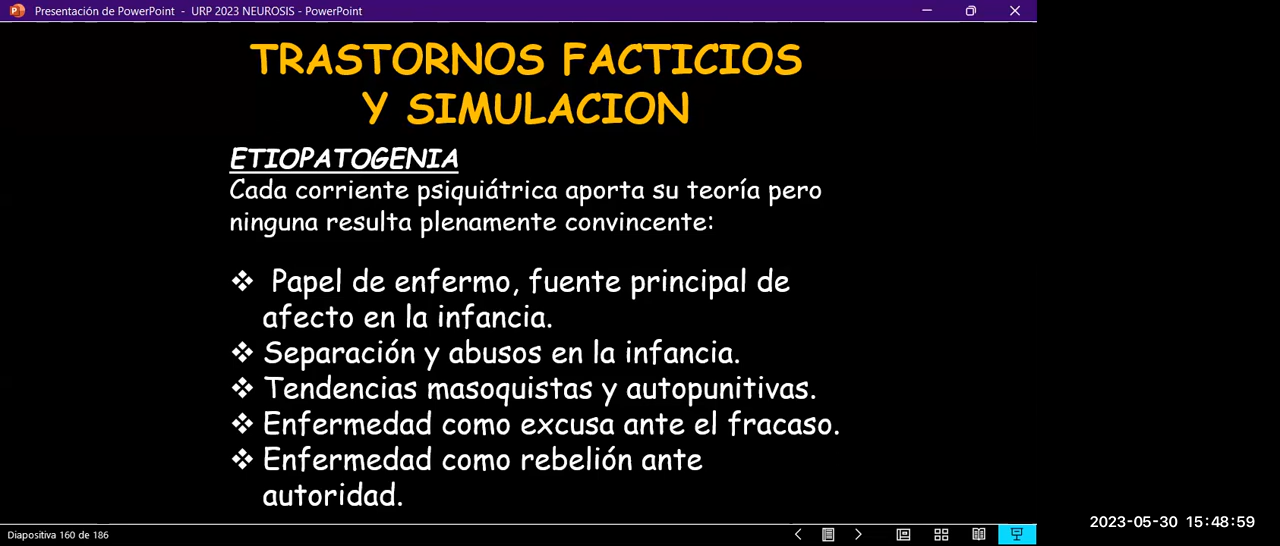 Presentación de PowerPoint - URP 2023 NEUROSIS - PowerPoint
TRASTORNOS FACTICIOS
Y SIMULACION
ETIOPATOGENIA
Cada corriente psiquiátrica aporta su teoría pero
ninguna resulta plenamente convincente:
❖ Papel de enfermo, fuente principal de
afecto en la infancia.
❖ Separación y abusos en la infancia.
❖ Tendencias masoquistas y autopunitivas.
❖ Enfermedad como excusa ante el fracaso.
❖ Enfermedad como rebelión ante
autoridad.
2023-05-30 15:48:59
Diapositiva 160 de 186